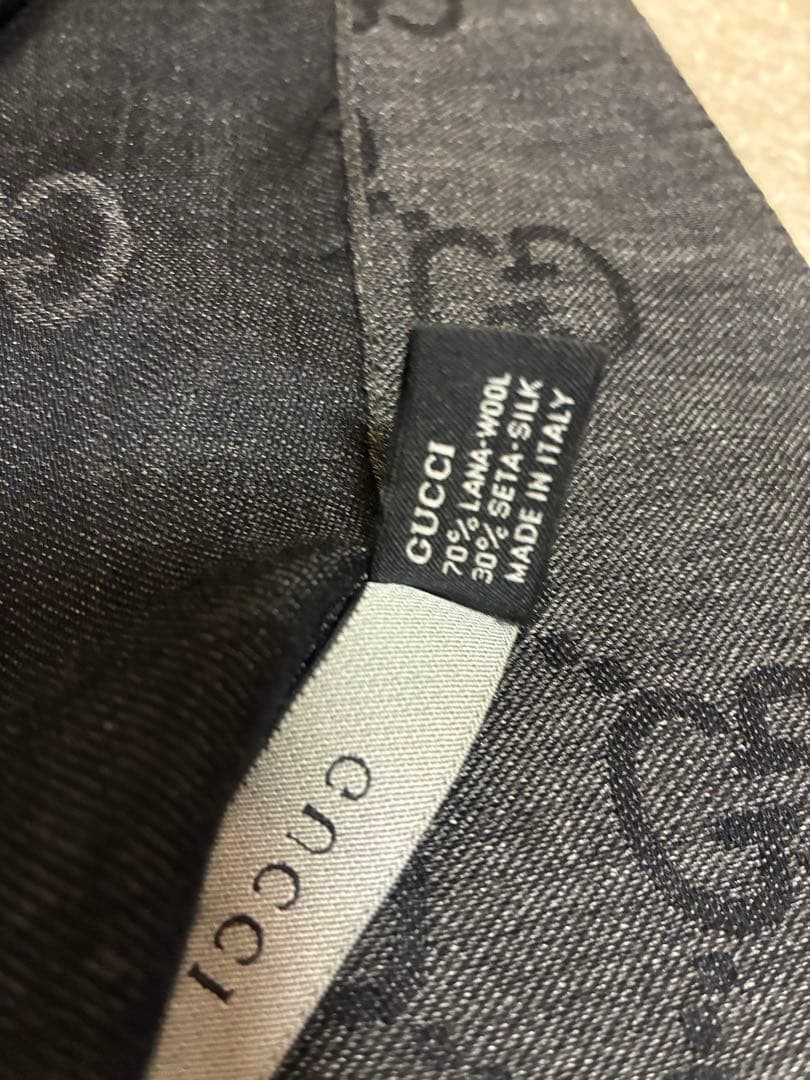 GUCCI
70% LANA-WOOL
30% SETA-SILK
MADE IN ITALY
GUCCI